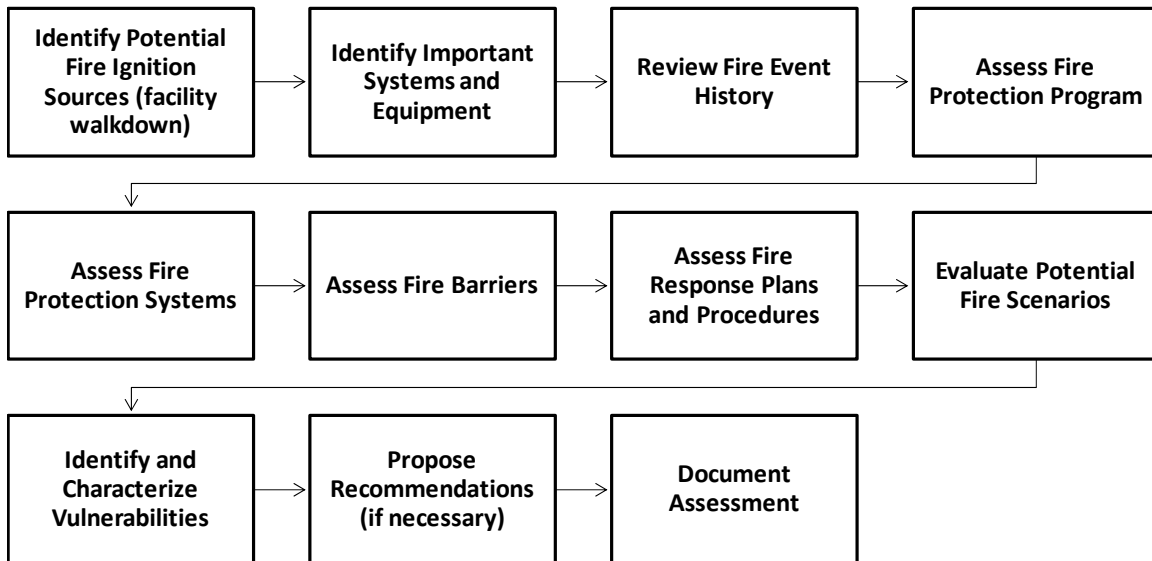 Identify Potential
Fire Ignition
Sources (facility
walkdown)
Identify Important
Systems and
Equipment
Review Fire Event
History
Assess Fire
Protection Program
Assess Fire
Protection Systems
Assess Fire Barriers
Assess Fire
Response Plans
and Procedures
Evaluate Potential
Fire Scenarios
Identify and
Characterize
Vulnerabilities
Propose
Recommendations
(if necessary)
Document
Assessment